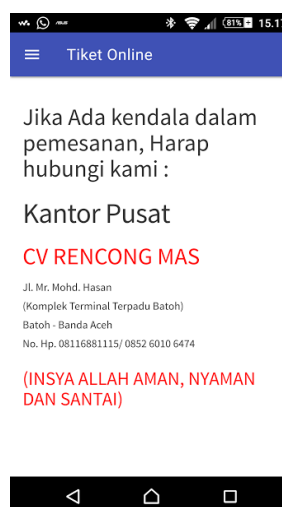 81% 15.17
Tiket Online
Jika Ada kendala dalam
pemesanan, Harap
hubungi kami :
Kantor Pusat
CV RENCONG MAS
Jl. Mr. Mohd. Hasan
(Komplek Terminal Terpadu Batoh)
Batoh - Banda Aceh
No. Hp. 08116881115/ 0852 6010 6474
(INSYA ALLAH AMAN, NYAMAN
DAN SANTAI)